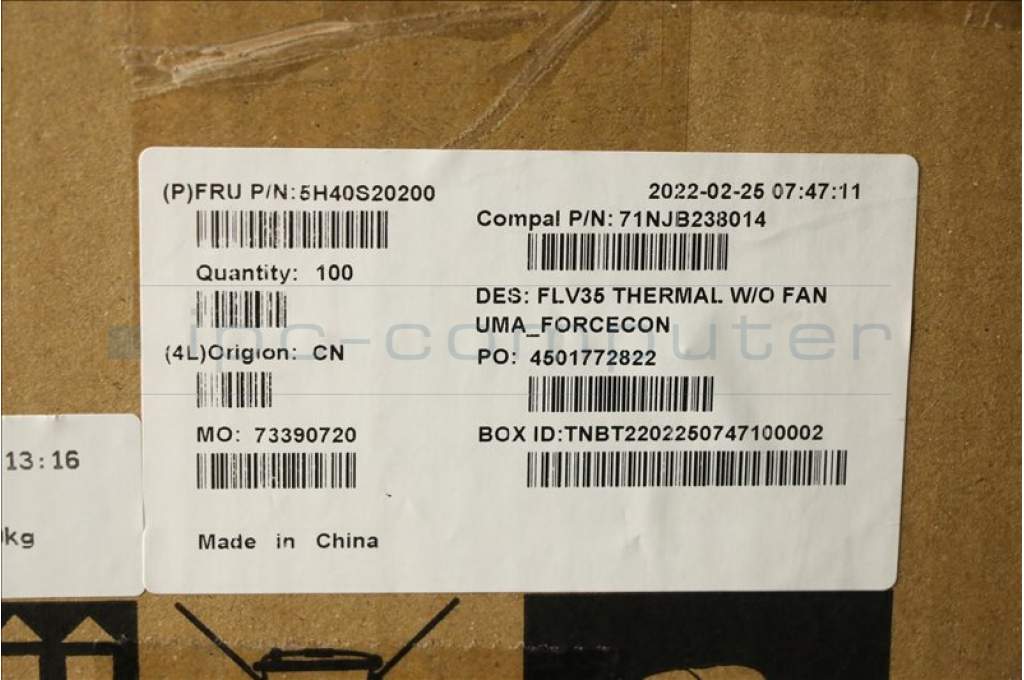 (P)FRU P/N:5H40S20200
2022-02-25 07:47:11
Compal P/N: 71NJB238014
Quantity: 100
DES: FLV35 THERMAL W/O FAN
UMA_FORCECON
ipc-computer
(4L)Origion: CN
PO: 4501772822
MO: 73390720
BOX ID:TNBT2202250747100002
13:16
kg
Made in China